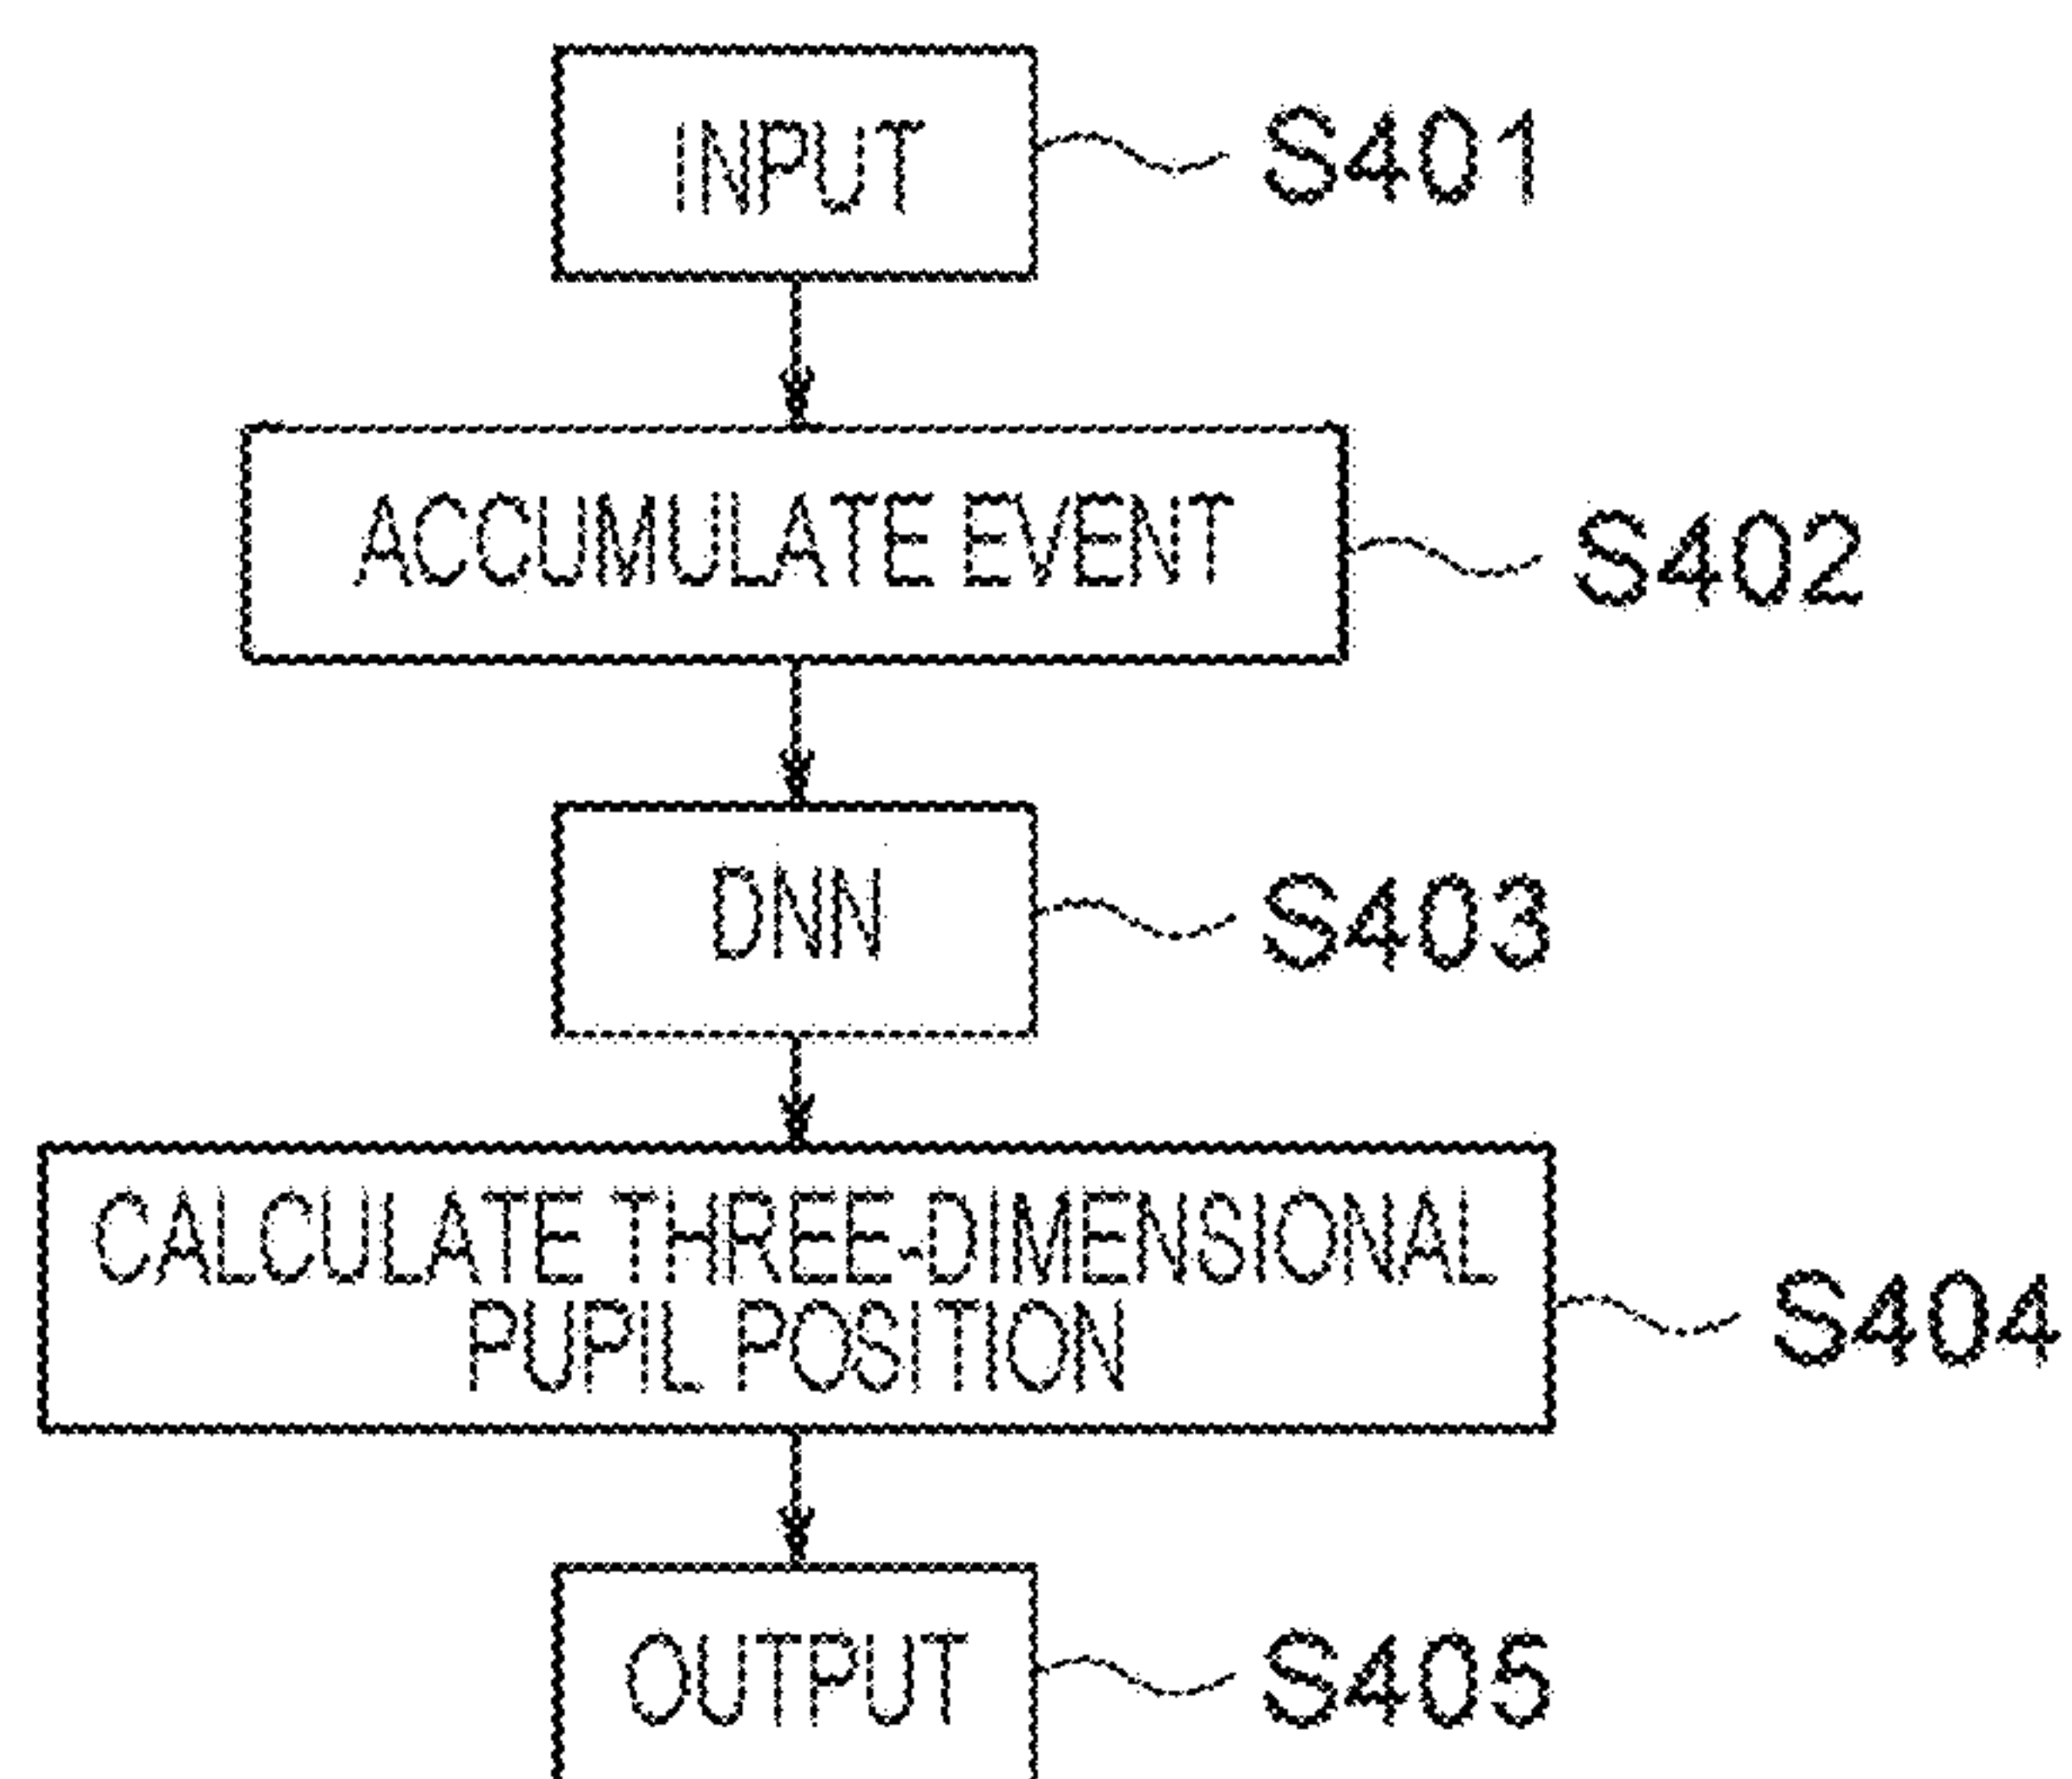 INPUT
S401
ACCUMULATE EVENT
S402
DNN
S403
CALCULATE THREE-DIMENSIONAL
PUPIL POSITION
S404
OUTPUT
S405